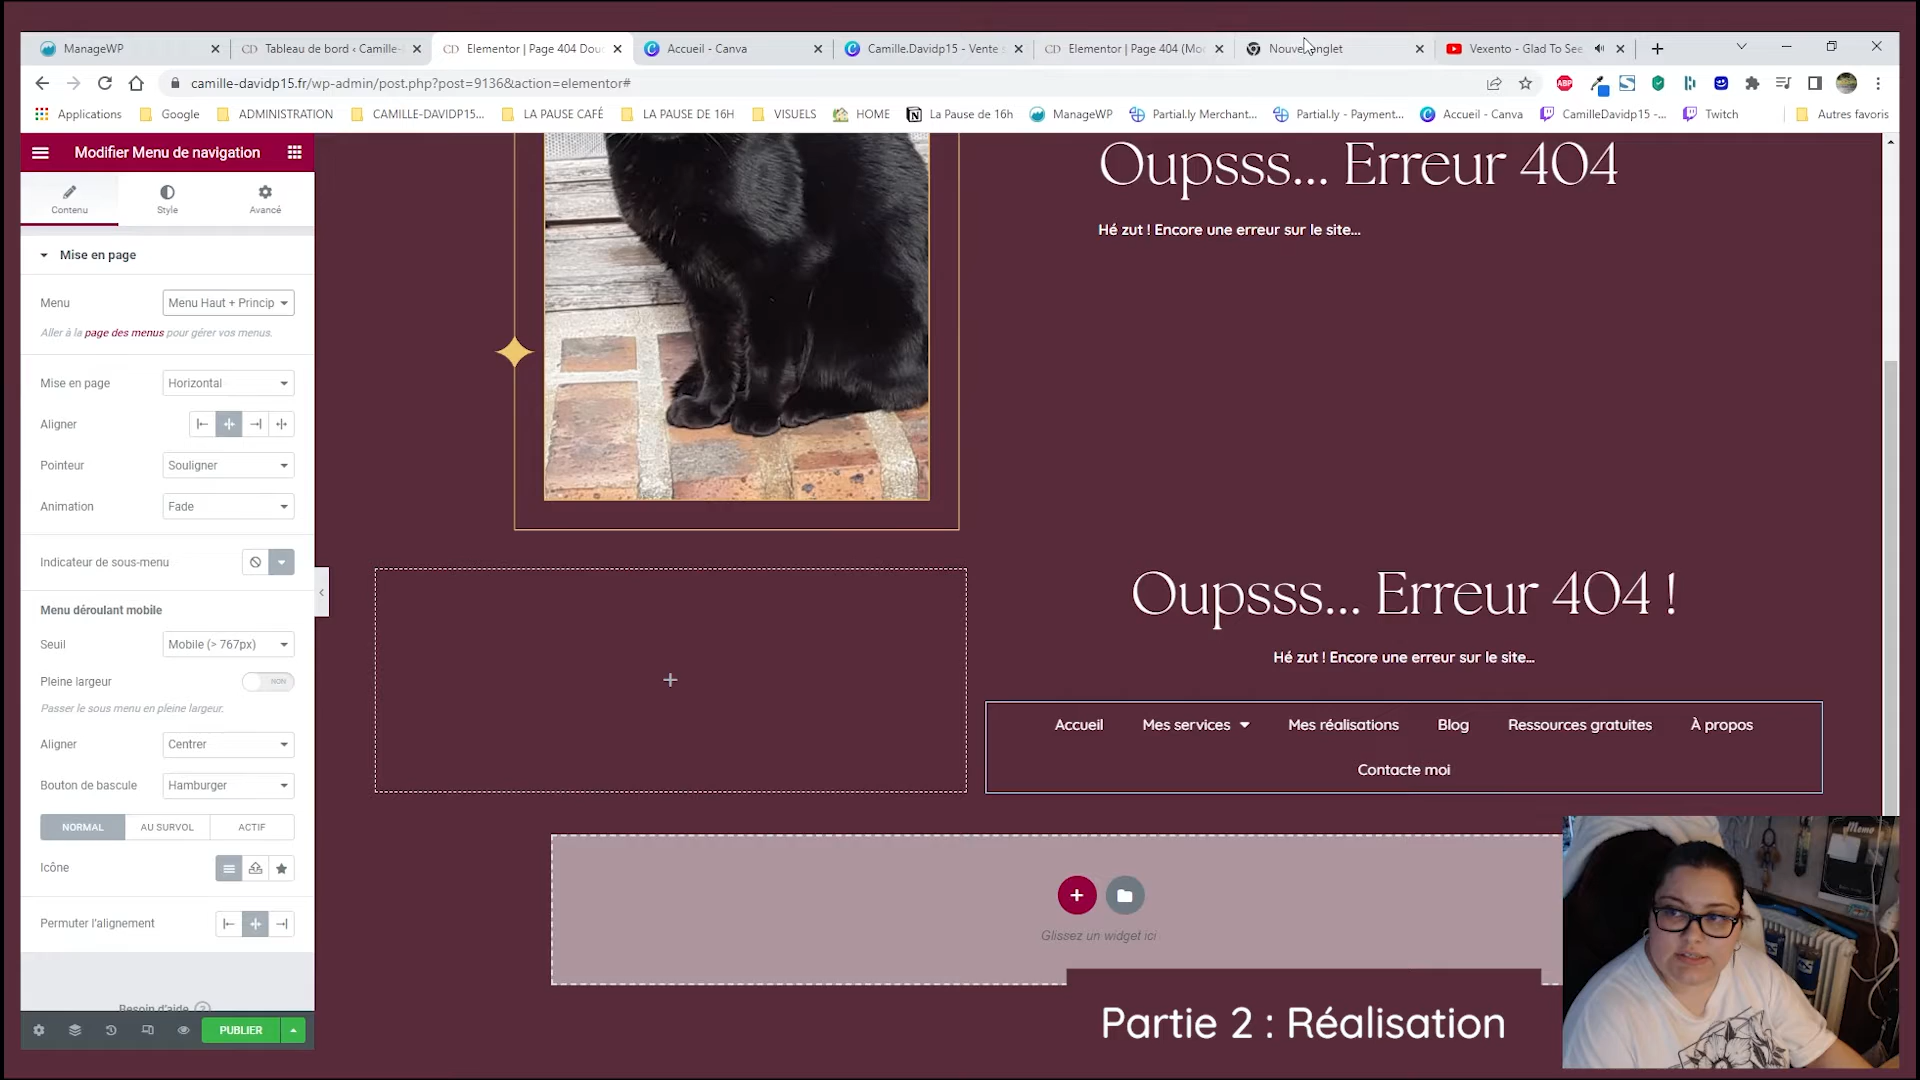 ManageWP
Tableau de bord ‹ Camille-
Elementor | Page 404 Dou
Accueil - Canva
Camille.Davidp15 - Vente s
Elementor | Page 404 (Mo
Nouvel onglet
Vexento - Glad To See
camille-davidp15.fr/wp-admin/post.php?post=9136&action=elementor#
Applications
Google
ADMINISTRATION
CAMILLE-DAVIDP15...
LA PAUSE CAFÉ
LA PAUSE DE 16H
VISUELS
HOME
La Pause de 16h
ManageWP
Partial.ly Merchant...
Partial.ly - Payment...
Accueil - Canva
CamilleDavidp15 -...
Twitch
Autres favoris
Modifier Menu de navigation
Contenu
Style
Avancé
Mise en page
Menu
Menu Haut + Princip
Aller à la page des menus pour gérer vos menus.
Mise en page
Horizontal
Aligner
Pointeur
Souligner
Animation
Fade
Indicateur de sous-menu
Menu déroulant mobile
Seuil
Mobile (> 767px)
Pleine largeur
NON
Passer le sous menu en pleine largeur.
Aligner
Centrer
Bouton de bascule
Hamburger
NORMAL
AU SURVOL
ACTIF
Icône
Permuter l'alignement
Besoin d'aide
PUBLIER
Oupsss... Erreur 404
Hé zut ! Encore une erreur sur le site...
Oupsss... Erreur 404 !
Hé zut ! Encore une erreur sur le site...
Accueil
Mes services
Mes réalisations
Blog
Ressources gratuites
À propos
Contacte moi
Glissez un widget ici
Partie 2 : Réalisation
Memo